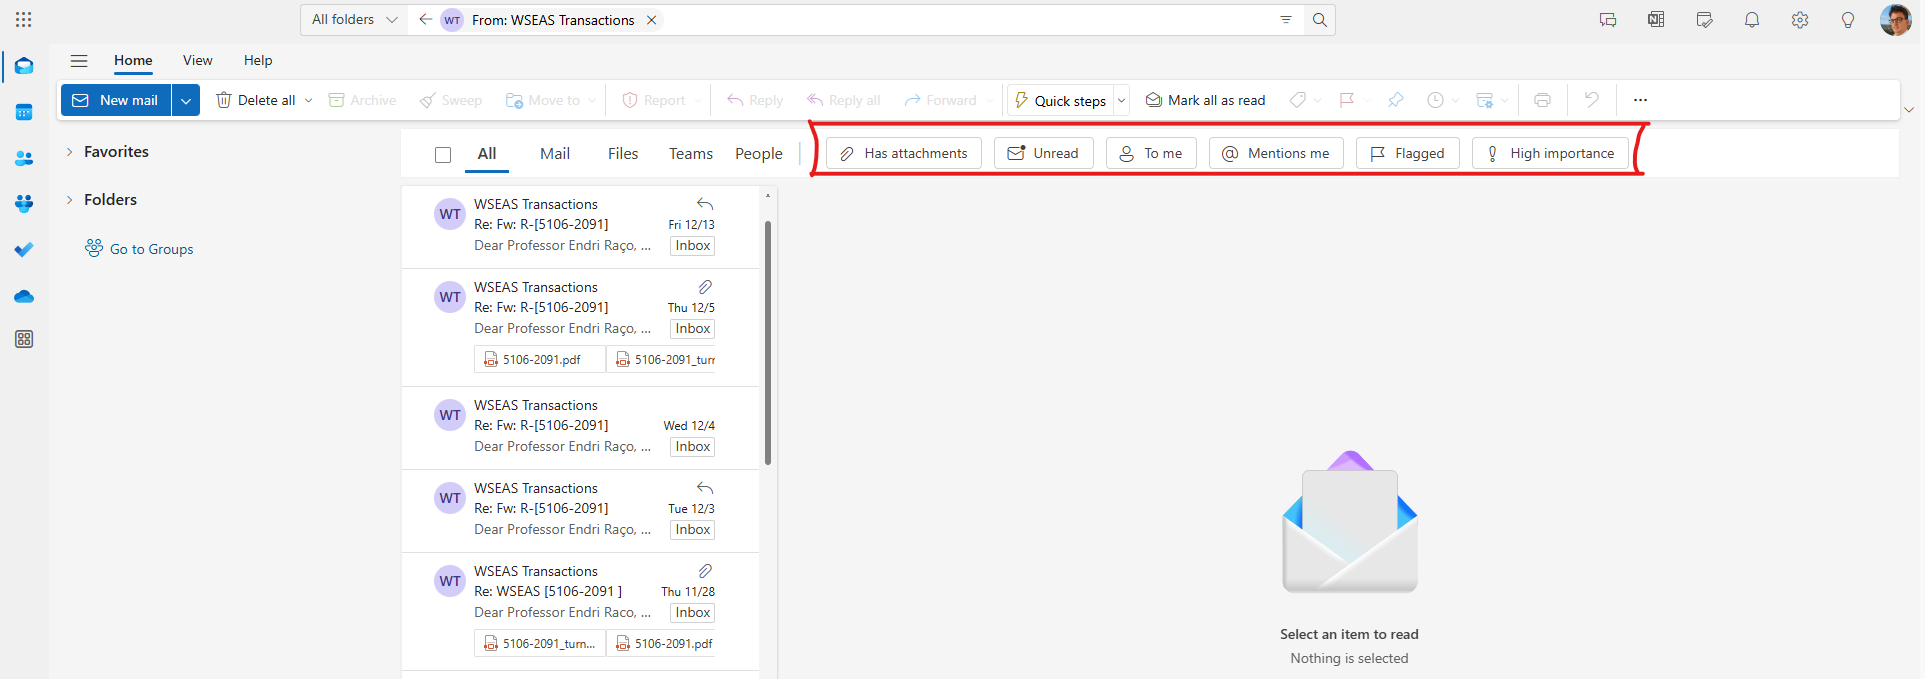 All folders
WT From: WSEAS Transactions
Home View Help
New mail Delete all Archive Sweep Move to Report Reply Reply all Forward Quick steps Mark all as read ...
Favorites
Folders
Go to Groups
All Mail Files Teams People Has attachments Unread To me @ Mentions me Flagged High importance
WT
WSEAS Transactions
Re: Fw: R-[5106-2091] Fri 12/13
Dear Professor Endri Raço, ... Inbox
WT
WSEAS Transactions
Re: Fw: R-[5106-2091] Thu 12/5
Dear Professor Endri Raço, ... Inbox
5106-2091.pdf 5106-2091_turr
WT
WSEAS Transactions
Re: Fw: R-[5106-2091] Wed 12/4
Dear Professor Endri Raço, ... Inbox
WT
WSEAS Transactions
Re: Fw: R-[5106-2091] Tue 12/3
Dear Professor Endri Raço, ... Inbox
WT
WSEAS Transactions
Re: WSEAS [5106-2091 ] Thu 11/28
Dear Professor Endri Raco, ... Inbox
5106-2091_turn... 5106-2091.pdf
Select an item to read
Nothing is selected